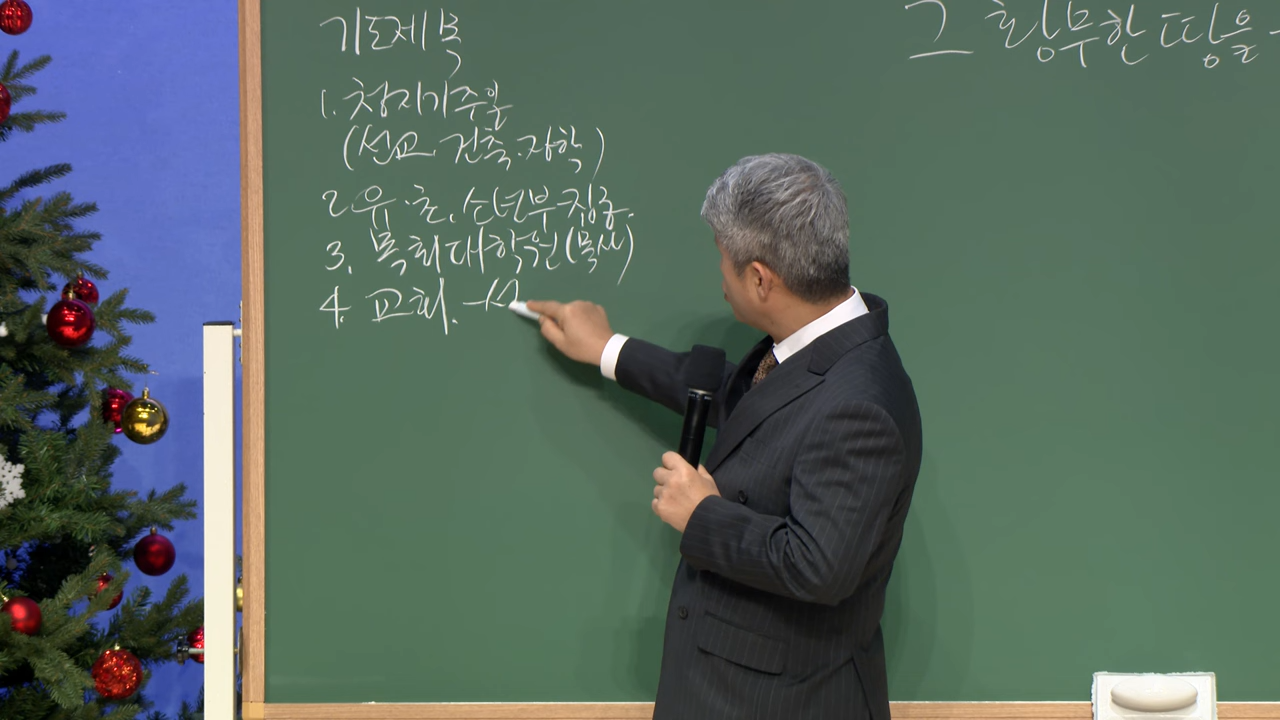 기도제목
1. 청지기주일
(선교. 건축. 장학)
2. 유.초. 소년부 집중.
3. 목회대학원(목사)
4. 교회.
그 황무한 땅을